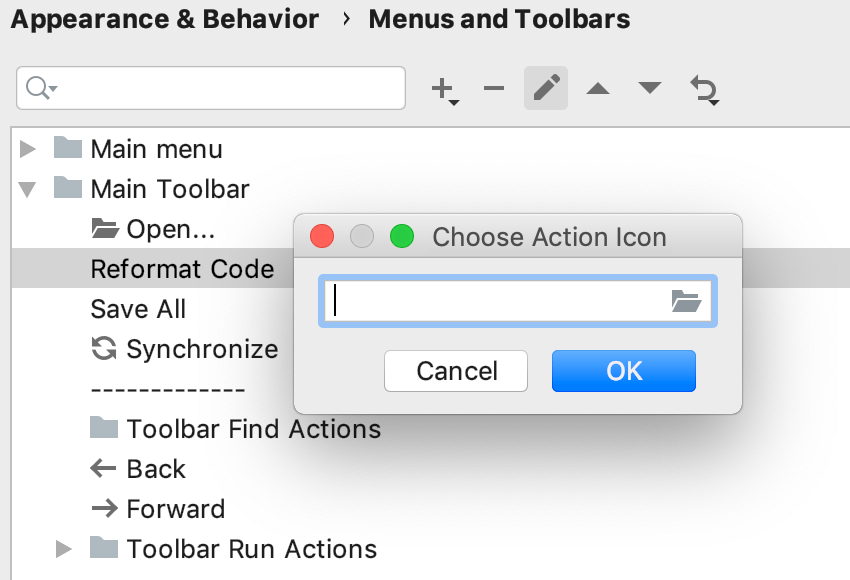 Appearance & Behavior › Menus and Toolbars
Main menu
Main Toolbar
Open...
Choose Action Icon
Reformat Code
Save All
Synchronize
Cancel OK
-------------
Toolbar Find Actions
Back
Forward
Toolbar Run Actions